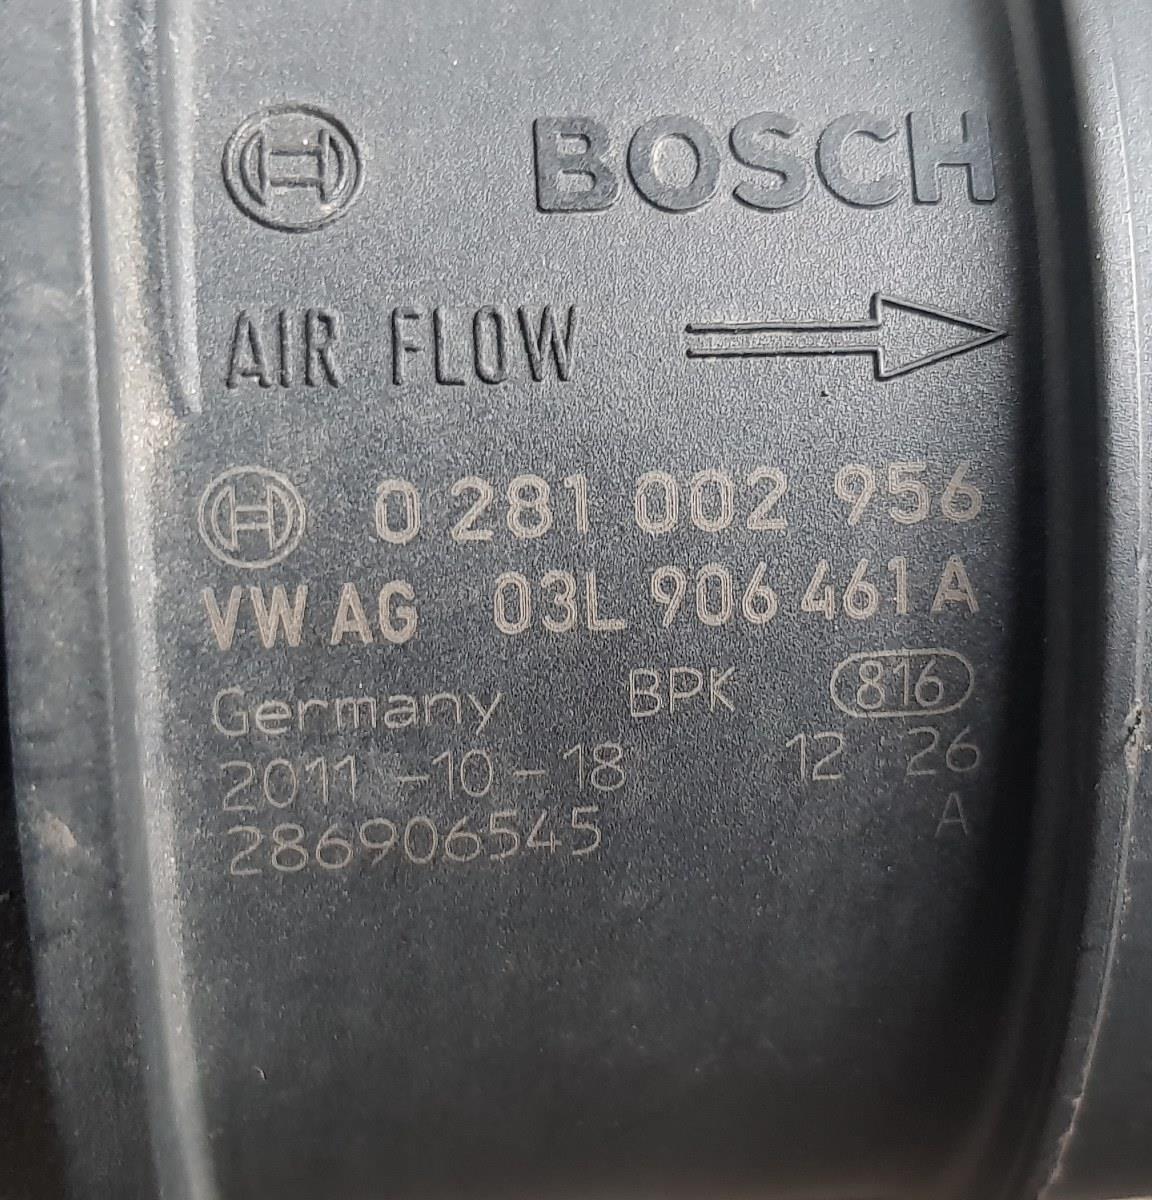 BOSCH
AIR FLOW
0 281 002 956
VW AG 03L 906 461 A
Germany BPK 816
2011-10-18 12 26
286906545 A